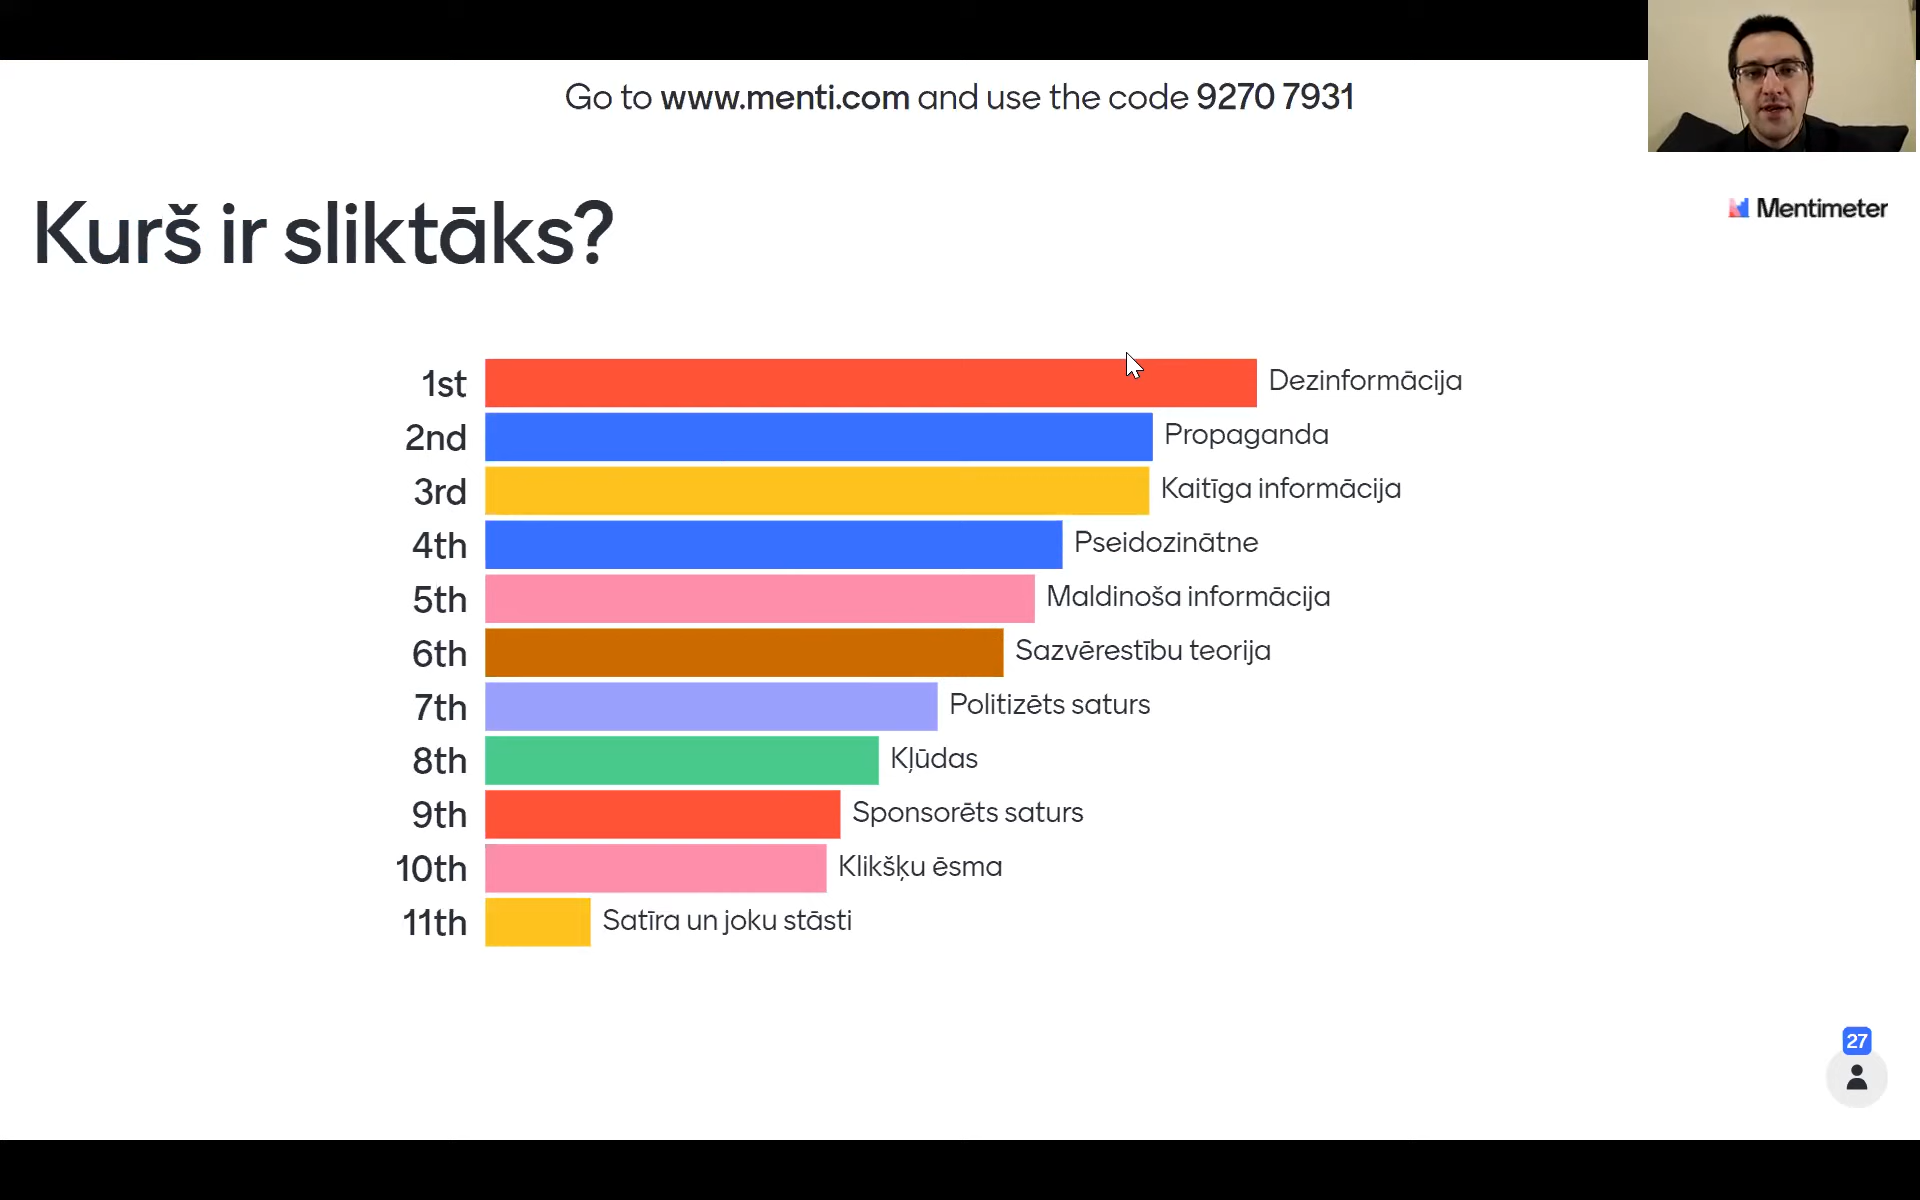 Go to www.menti.com and use the code 9270 7931
Mentimeter
Kurš ir sliktāks?
1st Dezinformācija
2nd Propaganda
3rd Kaitīga informācija
4th Pseidozinātne
5th Maldinoša informācija
6th Sazvērestību teorija
7th Politizēts saturs
8th Kļūdas
9th Sponsorēts saturs
10th Klikšķu ēsma
11th Satīra un joku stāsti
27